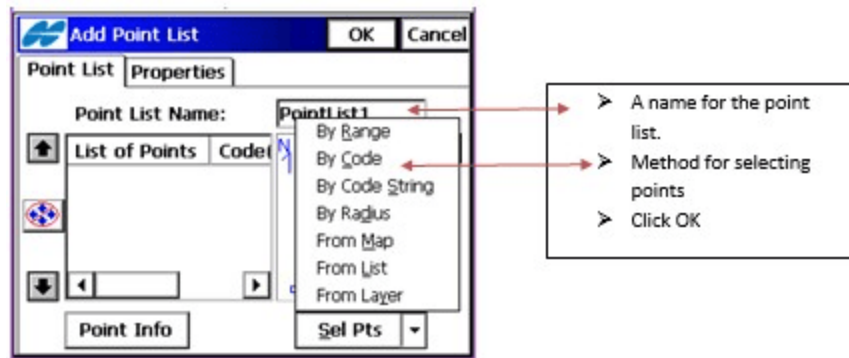 Add Point List OK Cancel
Point List Properties
Point List Name: PointList1
List of Points
By Range
By Code
By Code String
By Radius
From Map
From List
From Layer
Point Info Sel Pts
A name for the point
list.
Method for selecting
points
Click OK